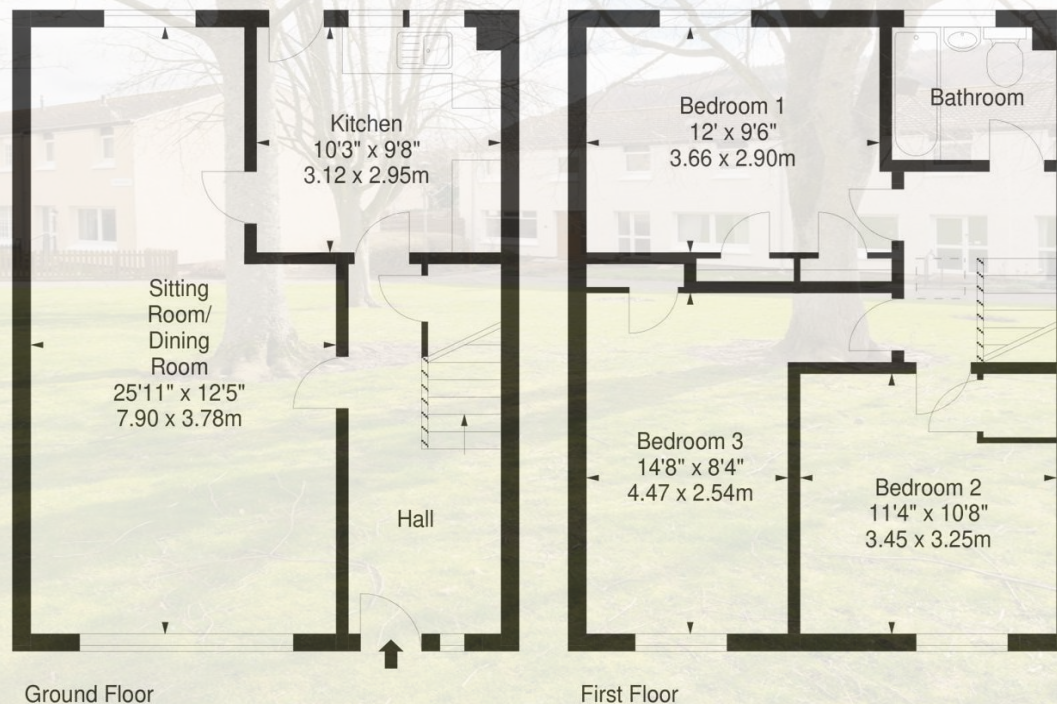 Kitchen
10'3" x 9'8"
3.12 x 2.95m
Sitting
Room/
Dining
Room
25'11" x 12'5"
7.90 x 3.78m
Hall
Ground Floor
Bedroom 1
12' x 9'6"
3.66 x 2.90m
Bathroom
Bedroom 3
14'8" x 8'4"
4.47 x 2.54m
Bedroom 2
11'4" x 10'8"
3.45 x 3.25m
First Floor